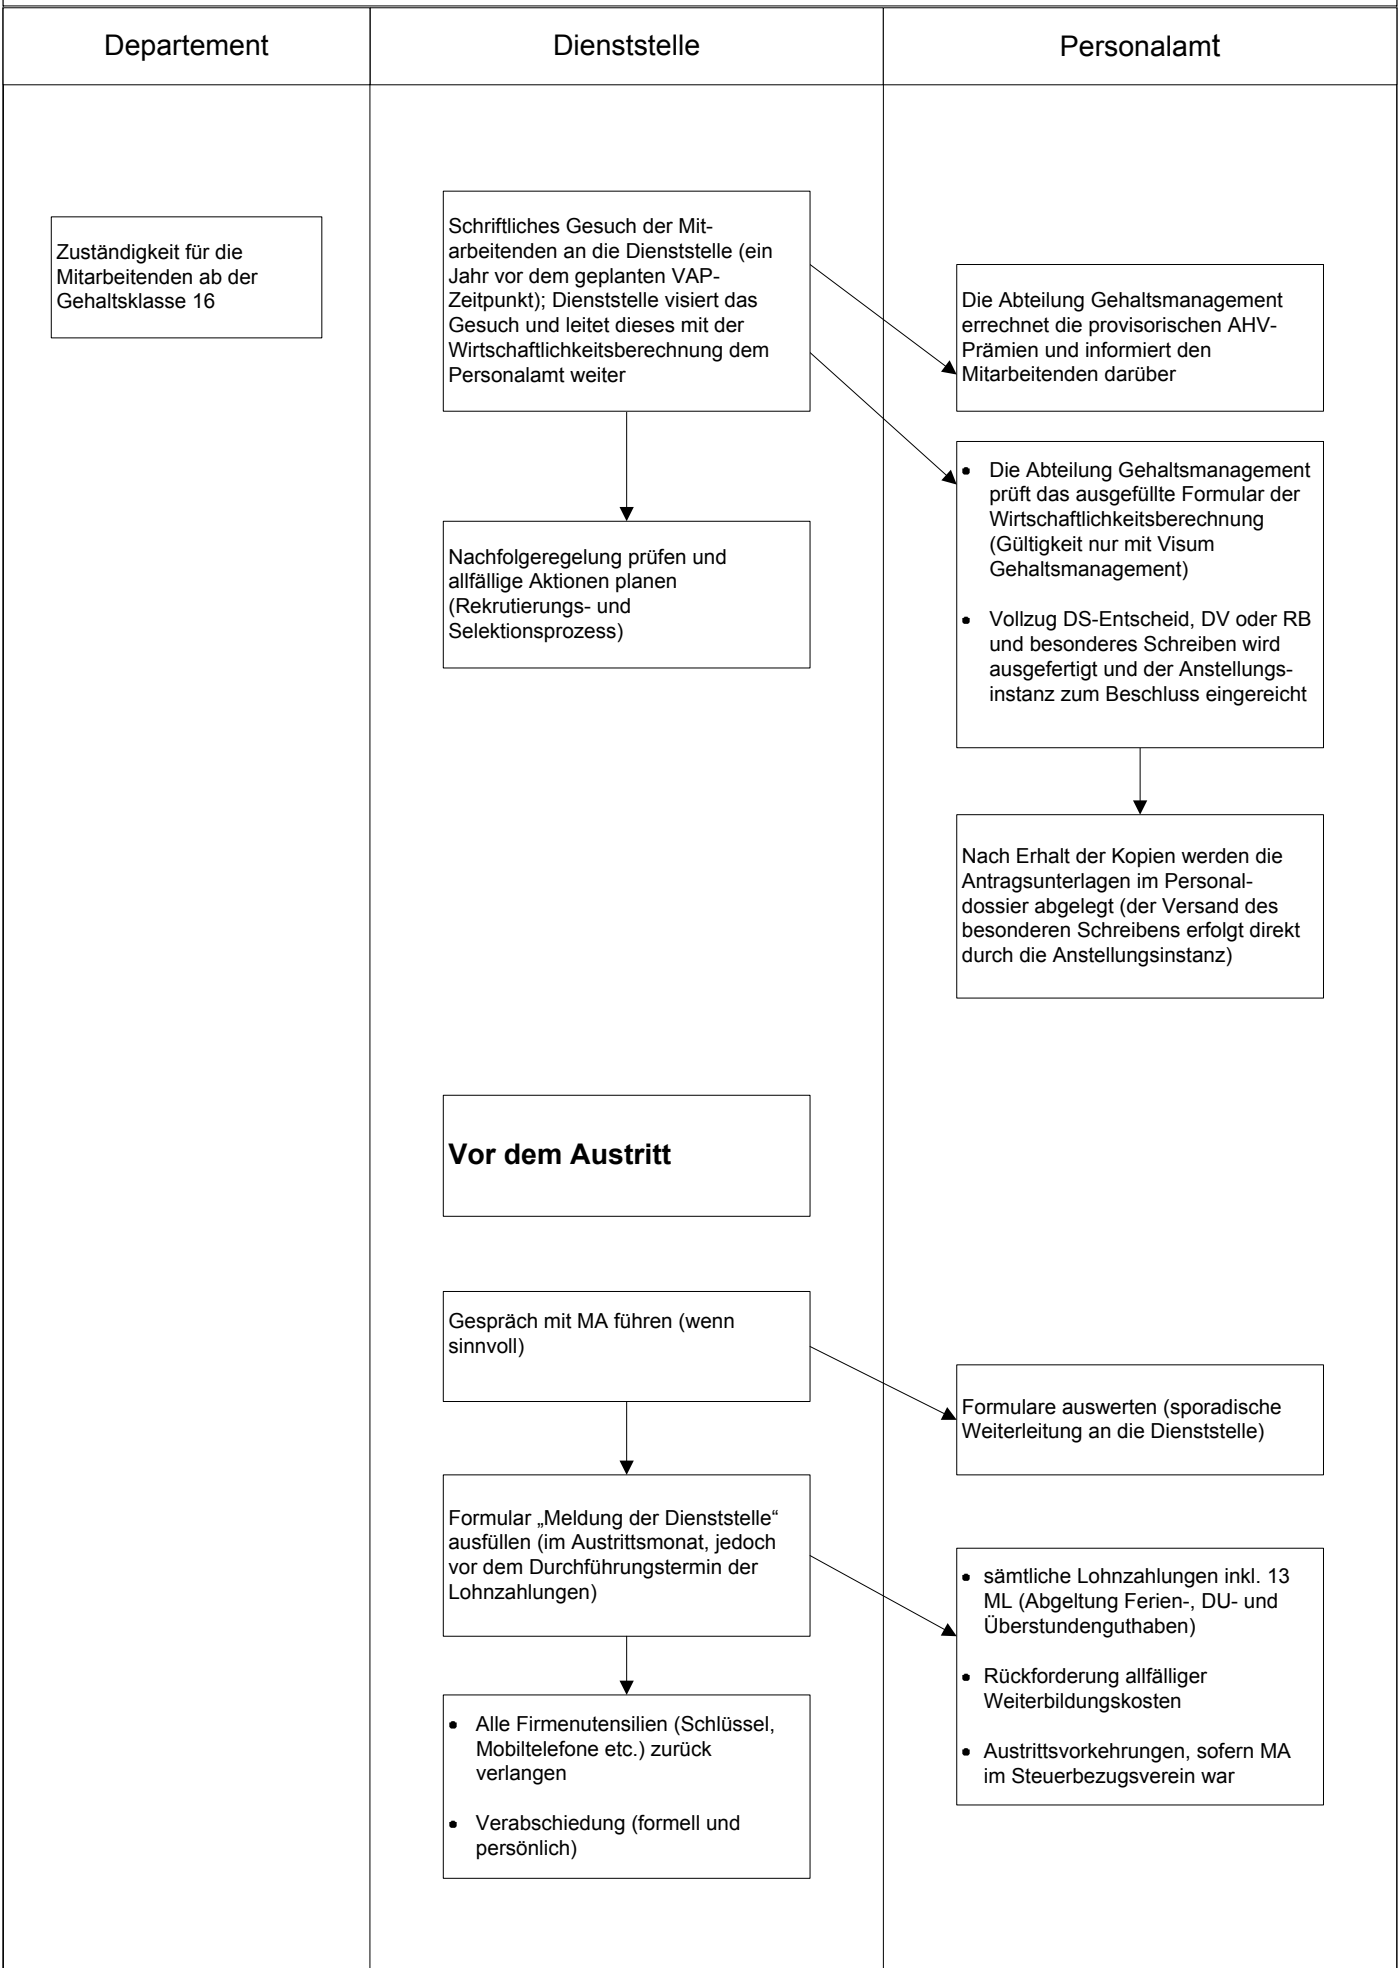 Departement
Dienststelle
Personalamt
Zuständigkeit für die
Mitarbeitenden ab der
Gehaltsklasse 16
Schriftliches Gesuch der Mit-
arbeitenden an die Dienststelle (ein
Jahr vor dem geplanten VAP-
Zeitpunkt); Dienststelle visiert das
Gesuch und leitet dieses mit der
Wirtschaftlichkeitsberechnung dem
Personalamt weiter
Die Abteilung Gehaltsmanagement
errechnet die provisorischen AHV-
Prämien und informiert den
Mitarbeitenden darüber
• Die Abteilung Gehaltsmanagement
prüft das ausgefüllte Formular der
Wirtschaftlichkeitsberechnung
(Gültigkeit nur mit Visum
Gehaltsmanagement)
• Vollzug DS-Entscheid, DV oder RB
und besonderes Schreiben wird
ausgefertigt und der Anstellungs-
instanz zum Beschluss eingereicht
Nachfolgeregelung prüfen und
allfällige Aktionen planen
(Rekrutierungs- und
Selektionsprozess)
Nach Erhalt der Kopien werden die
Antragsunterlagen im Personal-
dossier abgelegt (der Versand des
besonderen Schreibens erfolgt direkt
durch die Anstellungsinstanz)
Vor dem Austritt
Gespräch mit MA führen (wenn
sinnvoll)
Formulare auswerten (sporadische
Weiterleitung an die Dienststelle)
Formular „Meldung der Dienststelle“
ausfüllen (im Austrittsmonat, jedoch
vor dem Durchführungstermin der
Lohnzahlungen)
• sämtliche Lohnzahlungen inkl. 13
ML (Abgeltung Ferien-, DU- und
Überstundenguthaben)
• Rückforderung allfälliger
Weiterbildungskosten
• Austrittsvorkehrungen, sofern MA
im Steuerbezugsverein war
• Alle Firmenutensilien (Schlüssel,
Mobiltelefone etc.) zurück
verlangen
• Verabschiedung (formell und
persönlich)